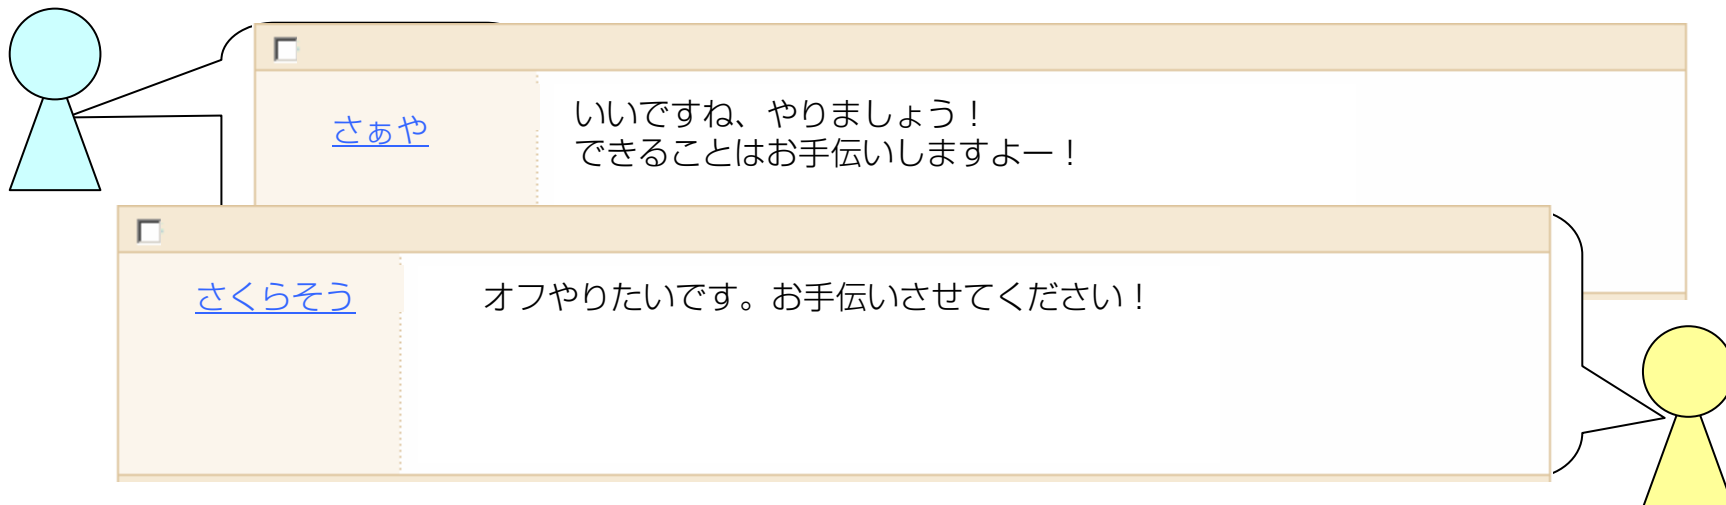 さぁや
いいですね、やりましょう！
できることはお手伝いしますよー！
さくらそう
オフやりたいです。お手伝いさせてください！